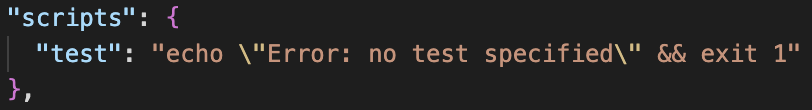 "scripts": {
"test": "echo \"Error: no test specified\" && exit 1"
},